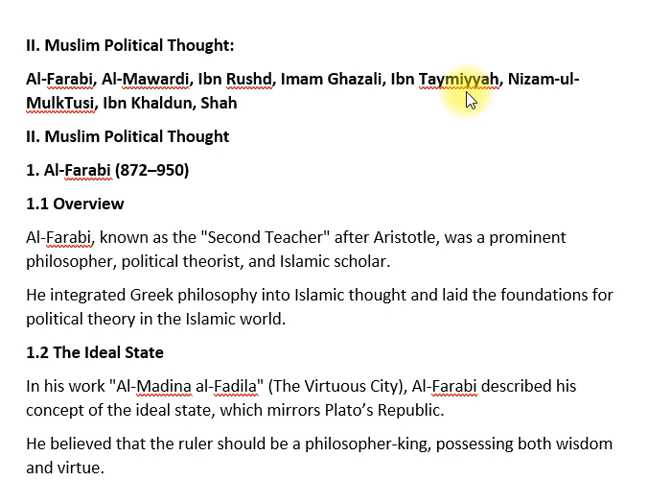 II. Muslim Political Thought:
Al-Farabi, Al-Mawardi, Ibn Rushd, Imam Ghazali, Ibn Taymiyyah, Nizam-ul-
MulkTusi, Ibn Khaldun, Shah
II. Muslim Political Thought
1. Al-Farabi (872–950)
1.1 Overview
Al-Farabi, known as the "Second Teacher" after Aristotle, was a prominent
philosopher, political theorist, and Islamic scholar.
He integrated Greek philosophy into Islamic thought and laid the foundations for
political theory in the Islamic world.
1.2 The Ideal State
In his work "Al-Madina al-Fadila" (The Virtuous City), Al-Farabi described his
concept of the ideal state, which mirrors Plato’s Republic.
He believed that the ruler should be a philosopher-king, possessing both wisdom
and virtue.